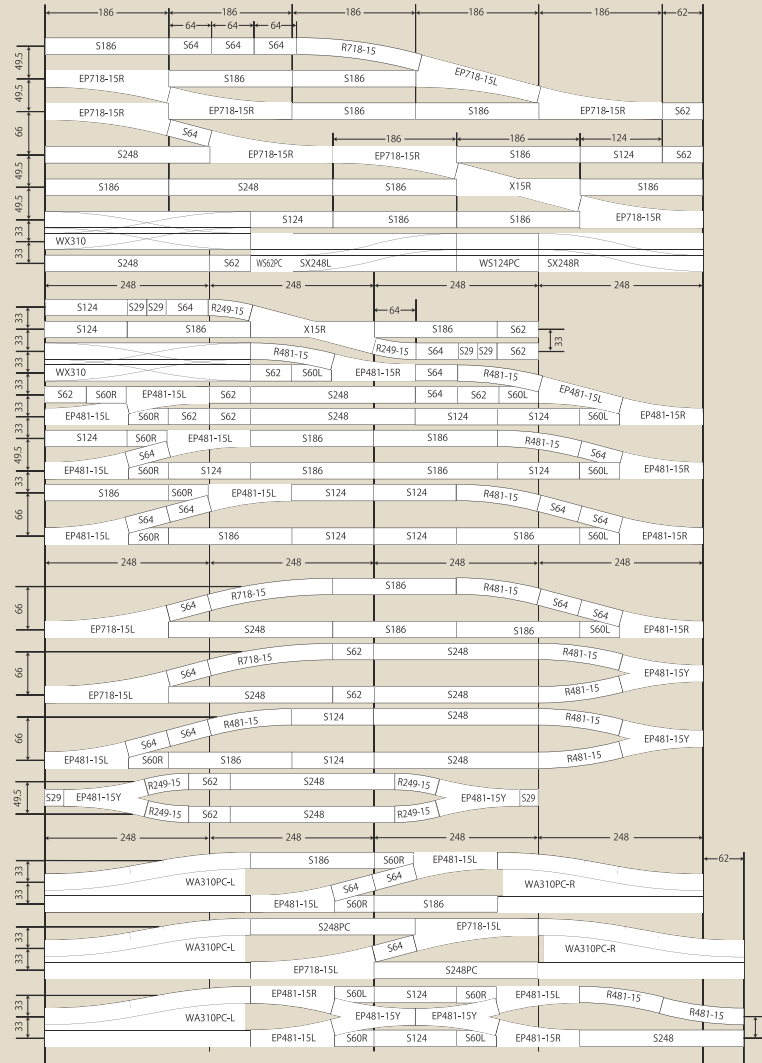 186 186 186 186 186 62
64 64 64
S186 S64 S64 S64 R718-15
49.5
EP718-15R S186 S186 EP718-15L
49.5
EP718-15R EP718-15R S186 S186 EP718-15R S62
66
S64
186 186 124
S248 EP718-15R EP718-15R S186 S124 S62
49.5
S186 S248 S186 X15R S186
49.5
S124 S186 S186 EP718-15R
33
WX310
33
S248 S62 WS62PC SX248L WS124PC SX248R
248 248 248 248
S124 S29 S29 S64 R249-15
64
33
S124 S186 X15R S186 S62
33
R481-15 R249-15 S64 S29 S29 S62
33
33
WX310 S62 S60L EP481-15R S64 R481-15
33
S62 S60R EP481-15L S62 S248 S64 S62 S60L EP481-15L
33
EP481-15L S60R S62 S62 S248 S124 S124 S60L EP481-15R
33
S124 S60R EP481-15L S186 S186 R481-15
49.5
S64 S64
EP481-15L S60R S124 S186 S186 S124 S60L EP481-15R
33
S186 S60R EP481-15L S124 S124 R481-15
66
S64 S64 S64 S64
EP481-15L S60R S186 S124 S124 S186 S60L EP481-15R
248 248 248 248
R718-15 S186 R481-15
66
S64 S64 S64
EP718-15L S248 S186 S186 S60L EP481-15R
R718-15 S62 S248 R481-15
66
S64 EP481-15Y
EP718-15L S248 S62 S248 R481-15
R481-15 S124 S248 R481-15
66
S64 S64 EP481-15Y
EP481-15L S60R S186 S124 S248 R481-15
R249-15 S62 S248 R249-15
49.5
S29 EP481-15Y EP481-15Y S29
R249-15 S62 S248 R249-15
248 248 248 248
62
S186 S60R EP481-15L
33
WA310PC-L S64 S64 WA310PC-R
33
EP481-15L S60R S186
S248PC EP718-15L
33
WA310PC-L S64 WA310PC-R
33
EP718-15L S248PC
EP481-15R S60L S124 S60R EP481-15L R481-15
33
WA310PC-L EP481-15Y EP481-15Y R481-15
33
EP481-15L S60R S124 S60L EP481-15R S248